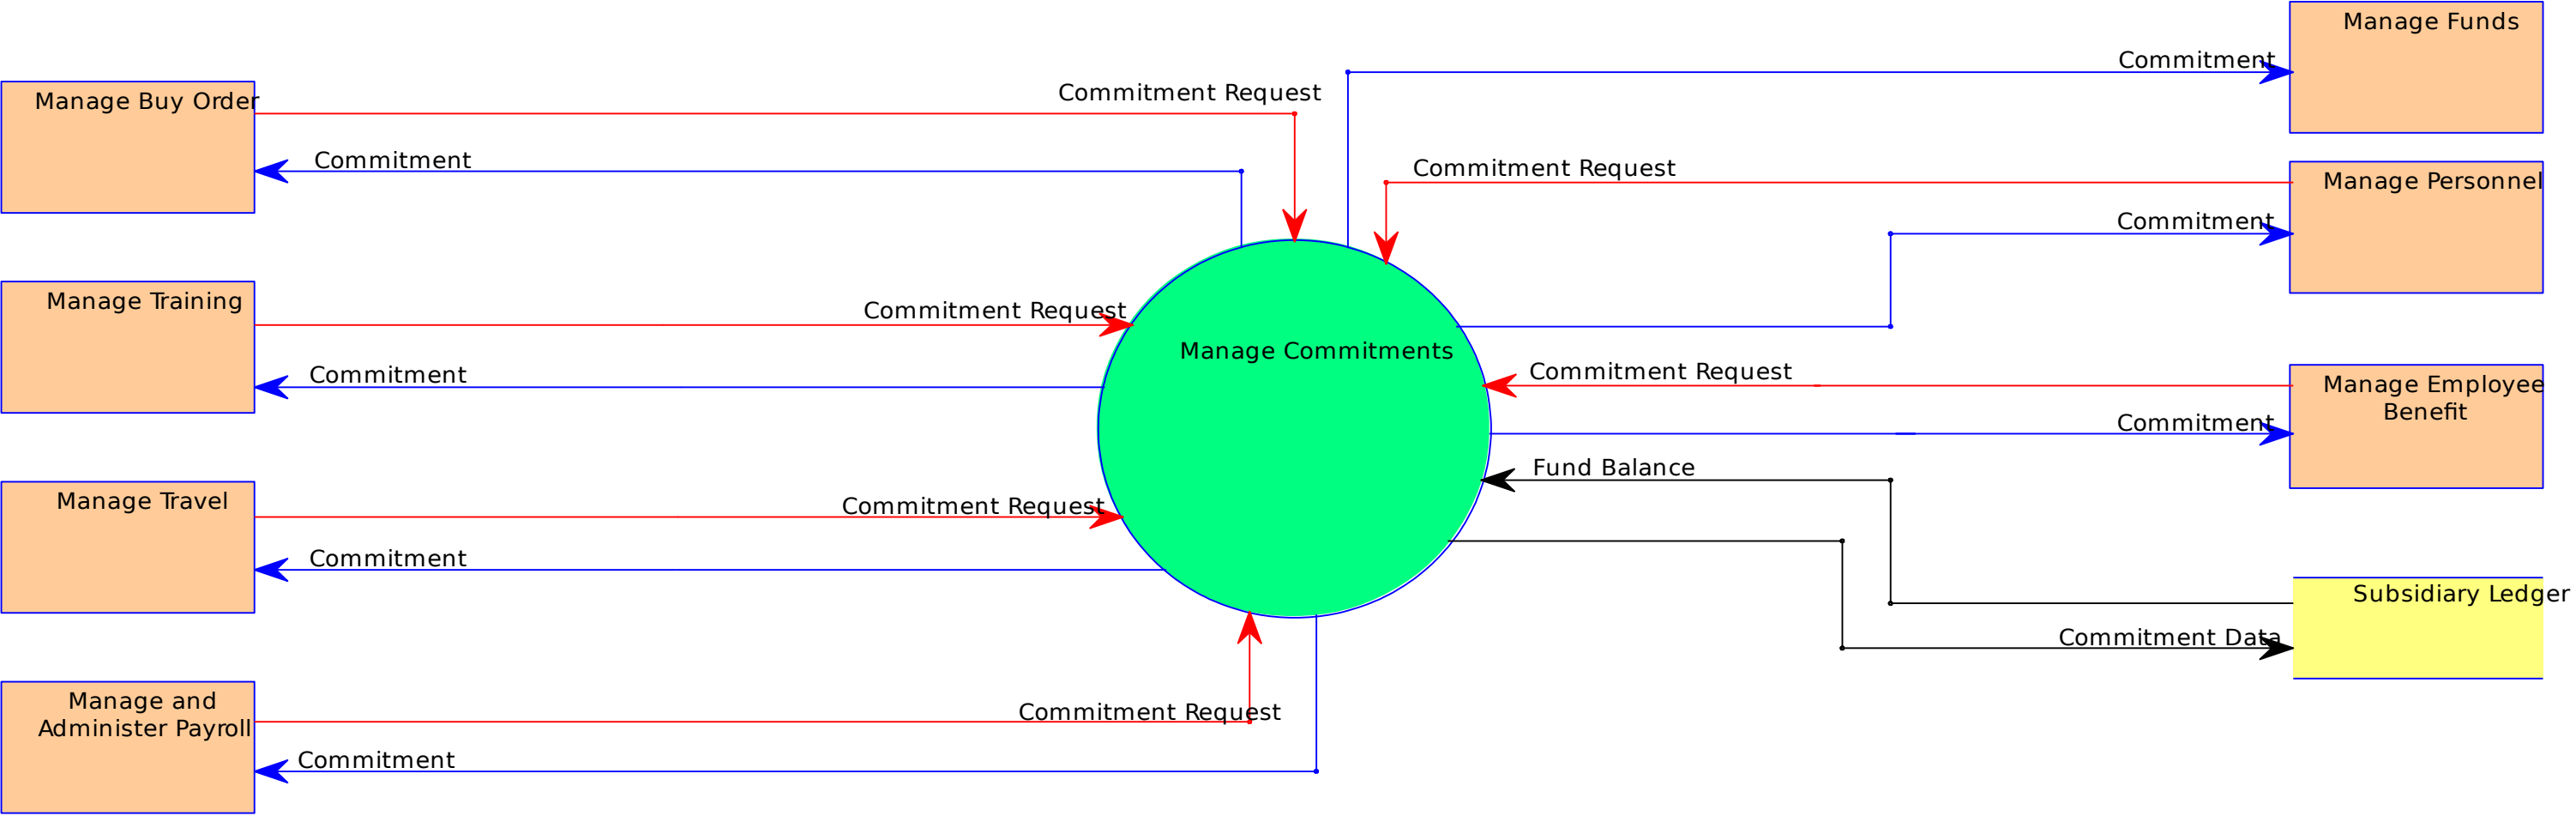 Manage Funds
Commitment
Commitment Request
Manage Buy Order
Commitment
Commitment Request
Manage Personnel
Commitment
Manage Training
Commitment Request
Manage Commitments
Commitment
Commitment Request
Manage Employee
Benefit
Commitment
Fund Balance
Manage Travel
Commitment Request
Commitment
Subsidiary Ledger
Commitment Data
Manage and
Administer Payroll
Commitment Request
Commitment